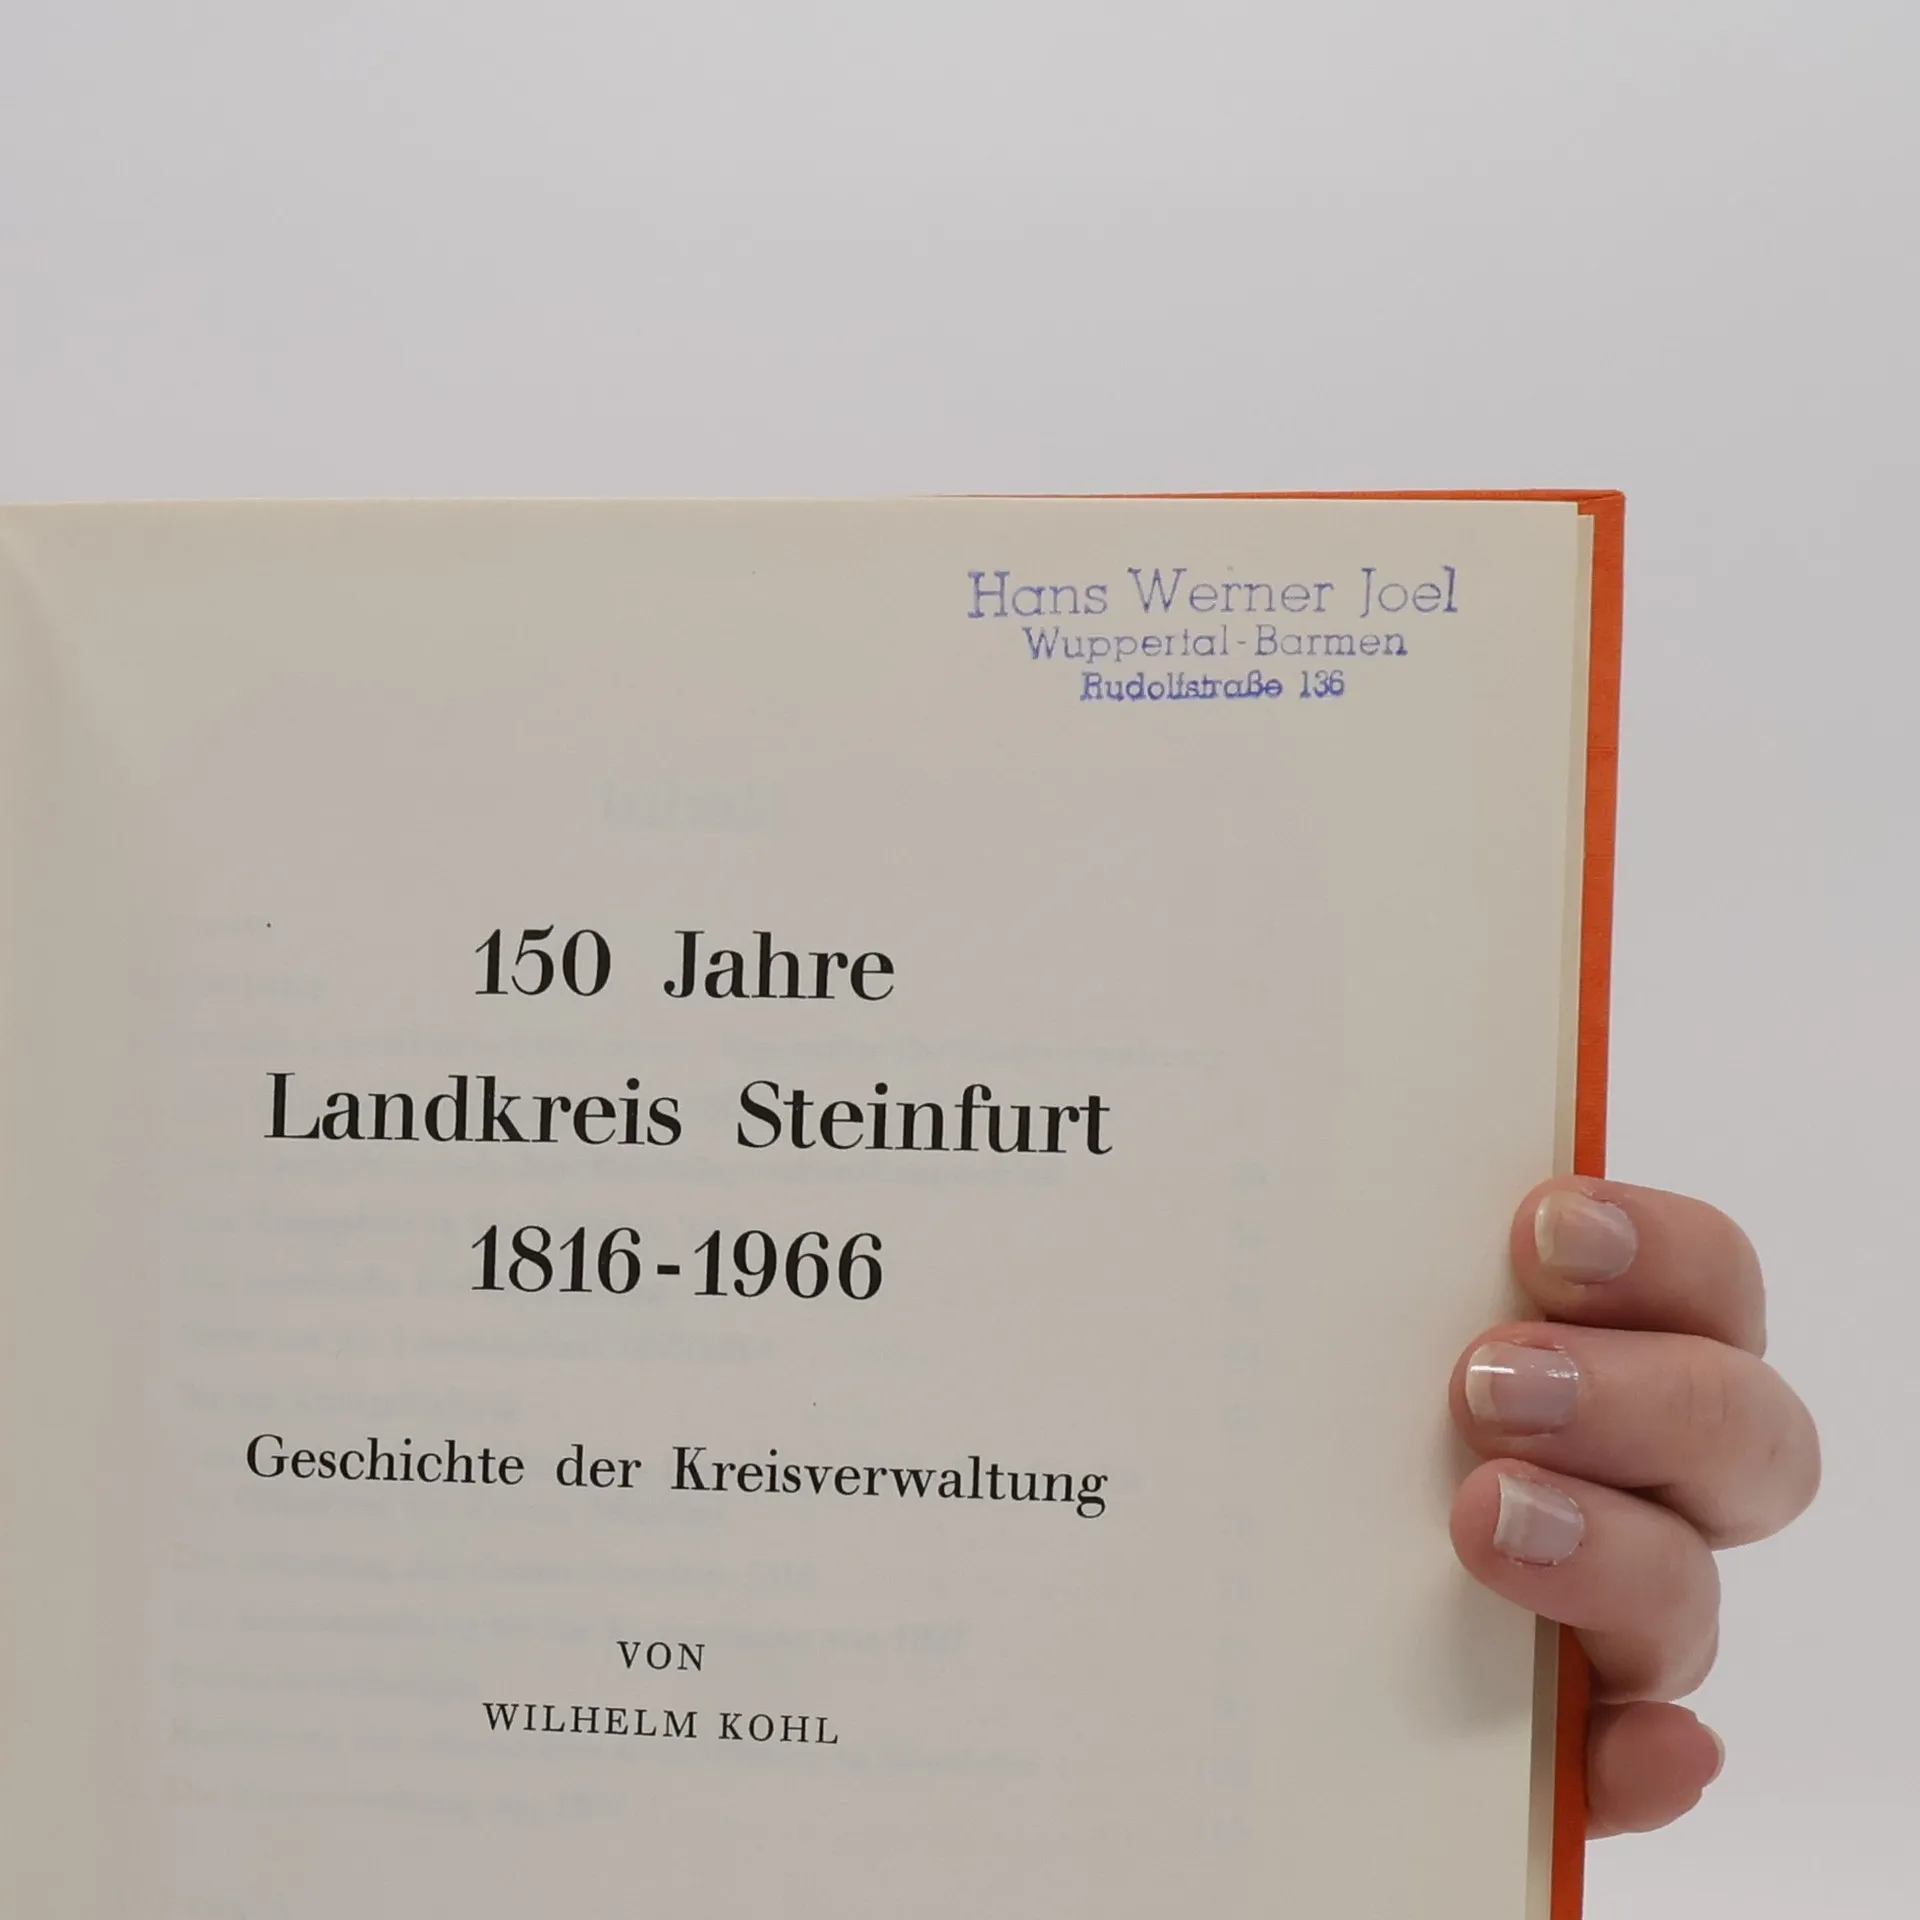 Hans Werner Joel
Wuppertal-Barmen
Rudolfstraße 136
150 Jahre
Landkreis Steinfurt
1816-1966
Geschichte der Kreisverwaltung
VON
WILHELM KOHL